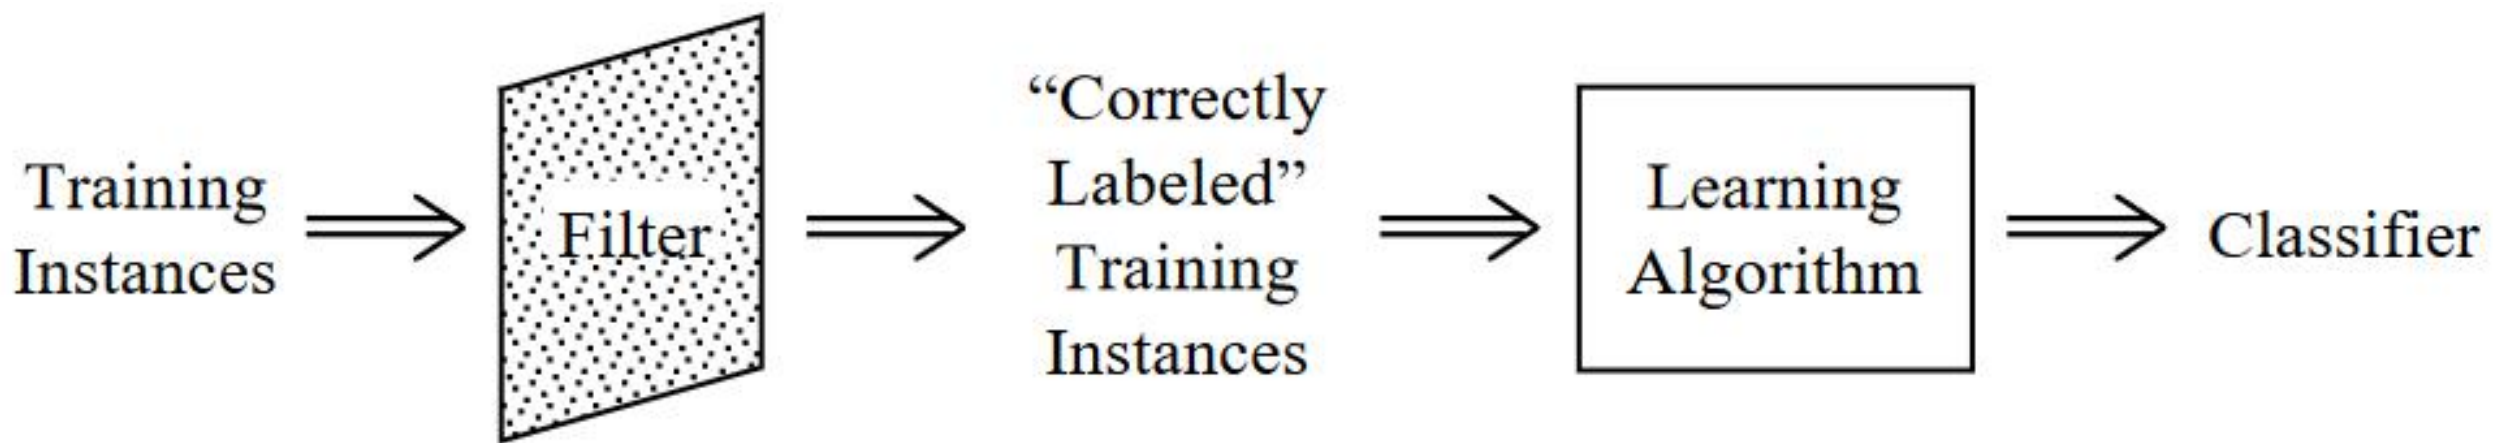 Training
Instances
Filter
“Correctly
Labeled”
Training
Instances
Learning
Algorithm
Classifier